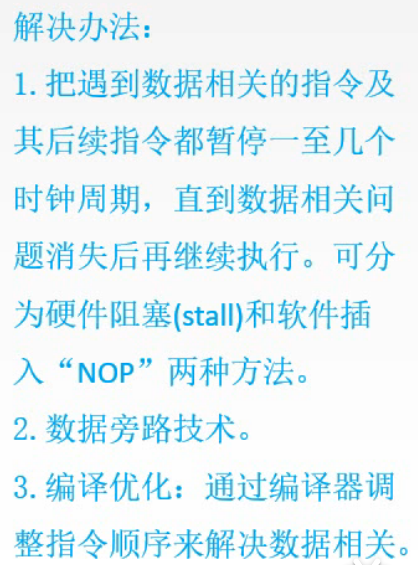 解决办法：
1.把遇到数据相关的指令及
其后续指令都暂停一至几个
时钟周期，直到数据相关问
题消失后再继续执行。可分
为硬件阻塞(stall)和软件插
入“NOP”两种方法。
2.数据旁路技术。
3.编译优化：通过编译器调
整指令顺序来解决数据相关。